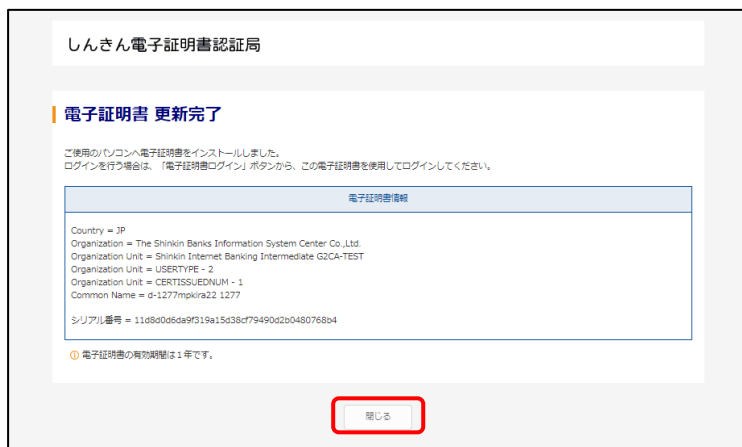 しんきん電子証明書認証局
電子証明書 更新完了
ご使用のパソコンへ電子証明書をインストールしました。
ログインを行う場合は、「電子証明書ログイン」ボタンから、この電子証明書を使用してログインしてください。
電子証明書情報
Country = JP
Organization = The Shinkin Banks Information System Center Co.,Ltd.
Organization Unit = Shinkin Internet Banking Intermediate G2CA-TEST
Organization Unit = USERTYPE - 2
Organization Unit = CERTISSUEDNUM - 1
Common Name = d-1277mpkira22 1277
シリアル番号 = 11d8d0d6da9f319a15d38cf79490d2b0480768b4
電子証明書の有効期間は１年です。
閉じる